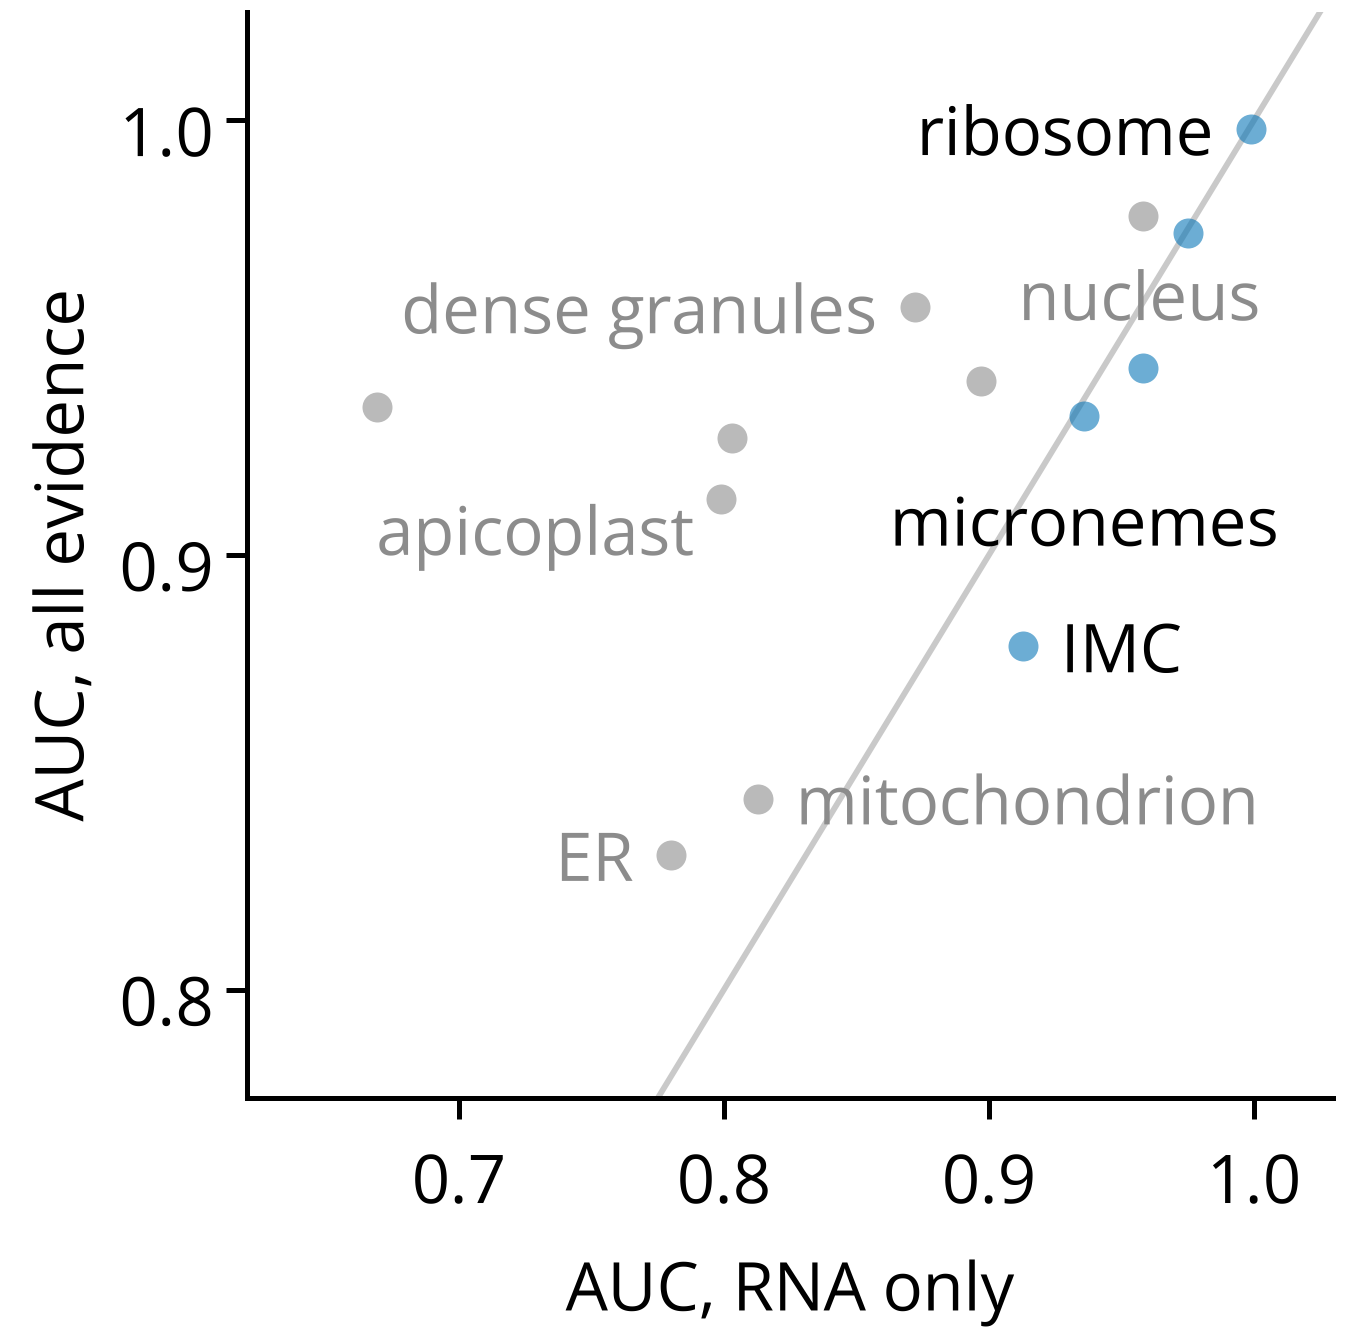 1.0
ribosome
nucleus
dense granules
micronemes
apicoplast
0.9
IMC
mitochondrion
ER
0.8
AUC, all evidence
0.7 0.8 0.9 1.0
AUC, RNA only